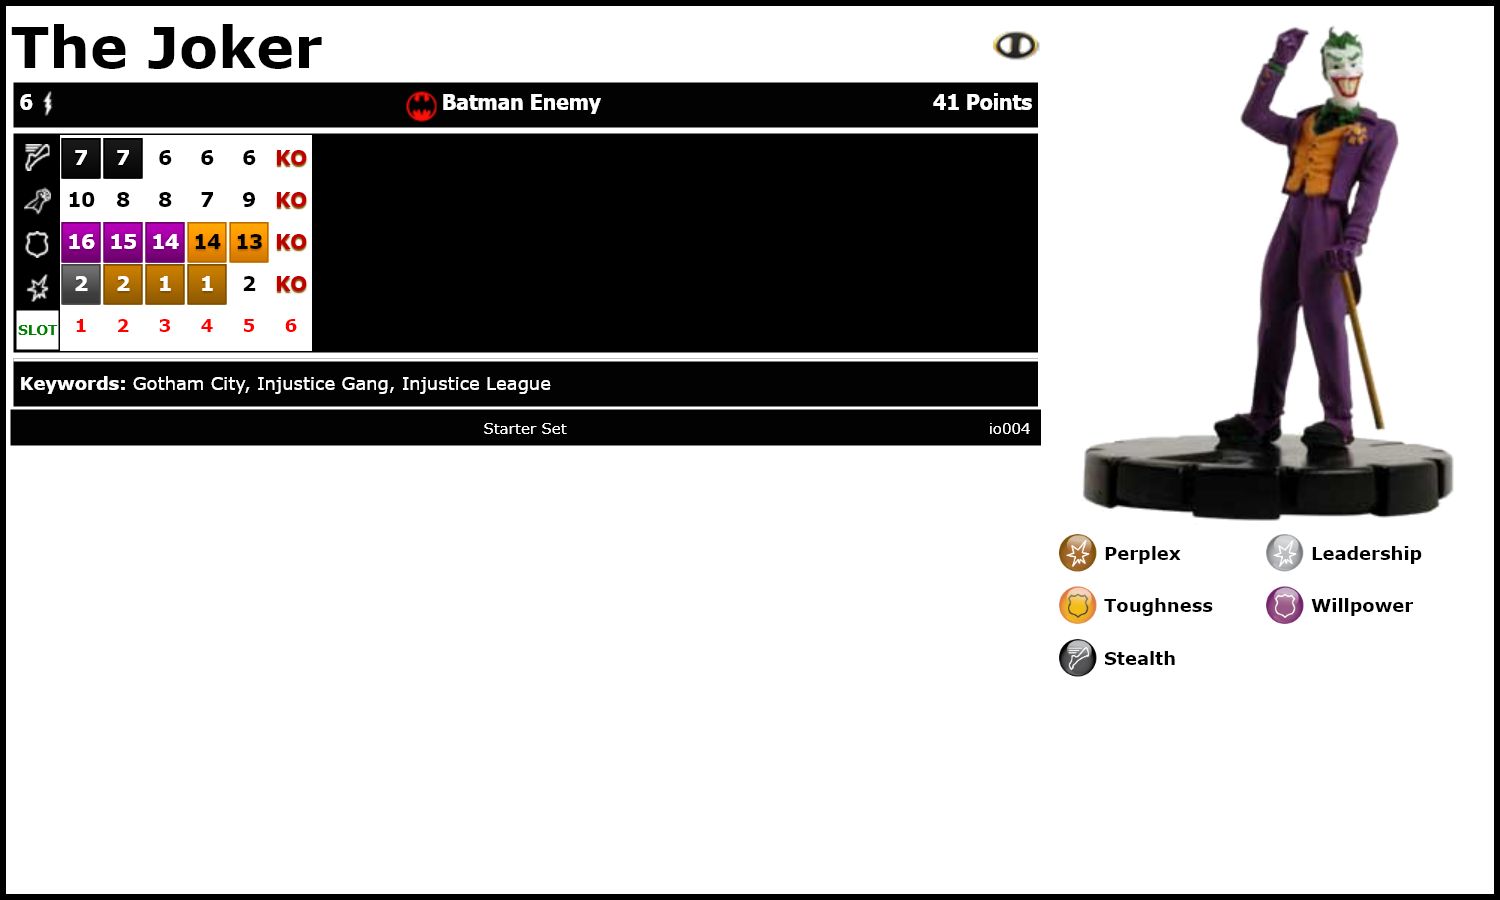 The Joker
6 Batman Enemy 41 Points
7 7 6 6 6 KO
10 8 8 7 9 KO
16 15 14 14 13 KO
2 2 1 1 2 KO
SLOT 1 2 3 4 5 6
Keywords: Gotham City, Injustice Gang, Injustice League
Starter Set io004
Perplex Leadership
Toughness Willpower
Stealth